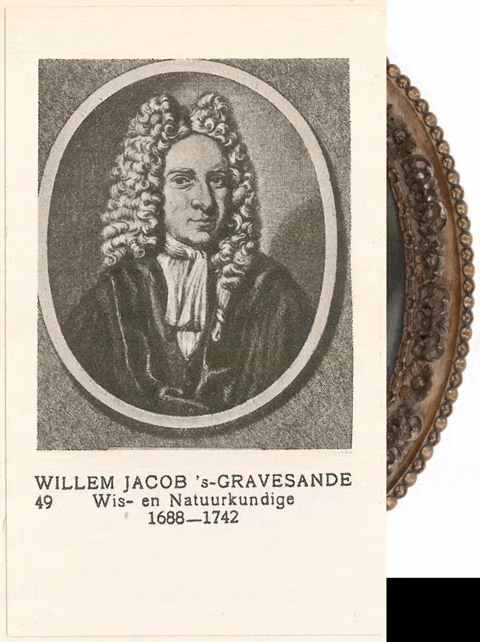 WILLEM JACOB 's-GRAVESANDE
49 Wis- en Natuurkundige
1688—1742